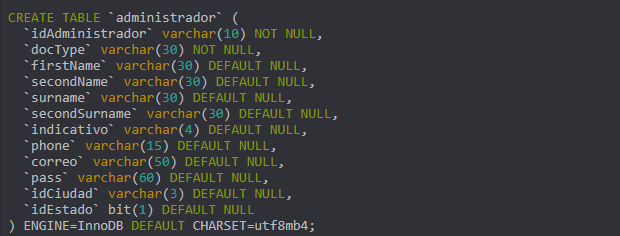 CREATE TABLE `administrador` (
  `idAdministrador` varchar(10) NOT NULL,
  `docType` varchar(30) NOT NULL,
  `firstName` varchar(30) DEFAULT NULL,
  `secondName` varchar(30) DEFAULT NULL,
  `surname` varchar(30) DEFAULT NULL,
  `secondSurname` varchar(30) DEFAULT NULL,
  `indicativo` varchar(4) DEFAULT NULL,
  `phone` varchar(15) DEFAULT NULL,
  `correo` varchar(50) DEFAULT NULL,
  `pass` varchar(60) DEFAULT NULL,
  `idCiudad` varchar(3) DEFAULT NULL,
  `idEstado` bit(1) DEFAULT NULL
) ENGINE=InnoDB DEFAULT CHARSET=utf8mb4;